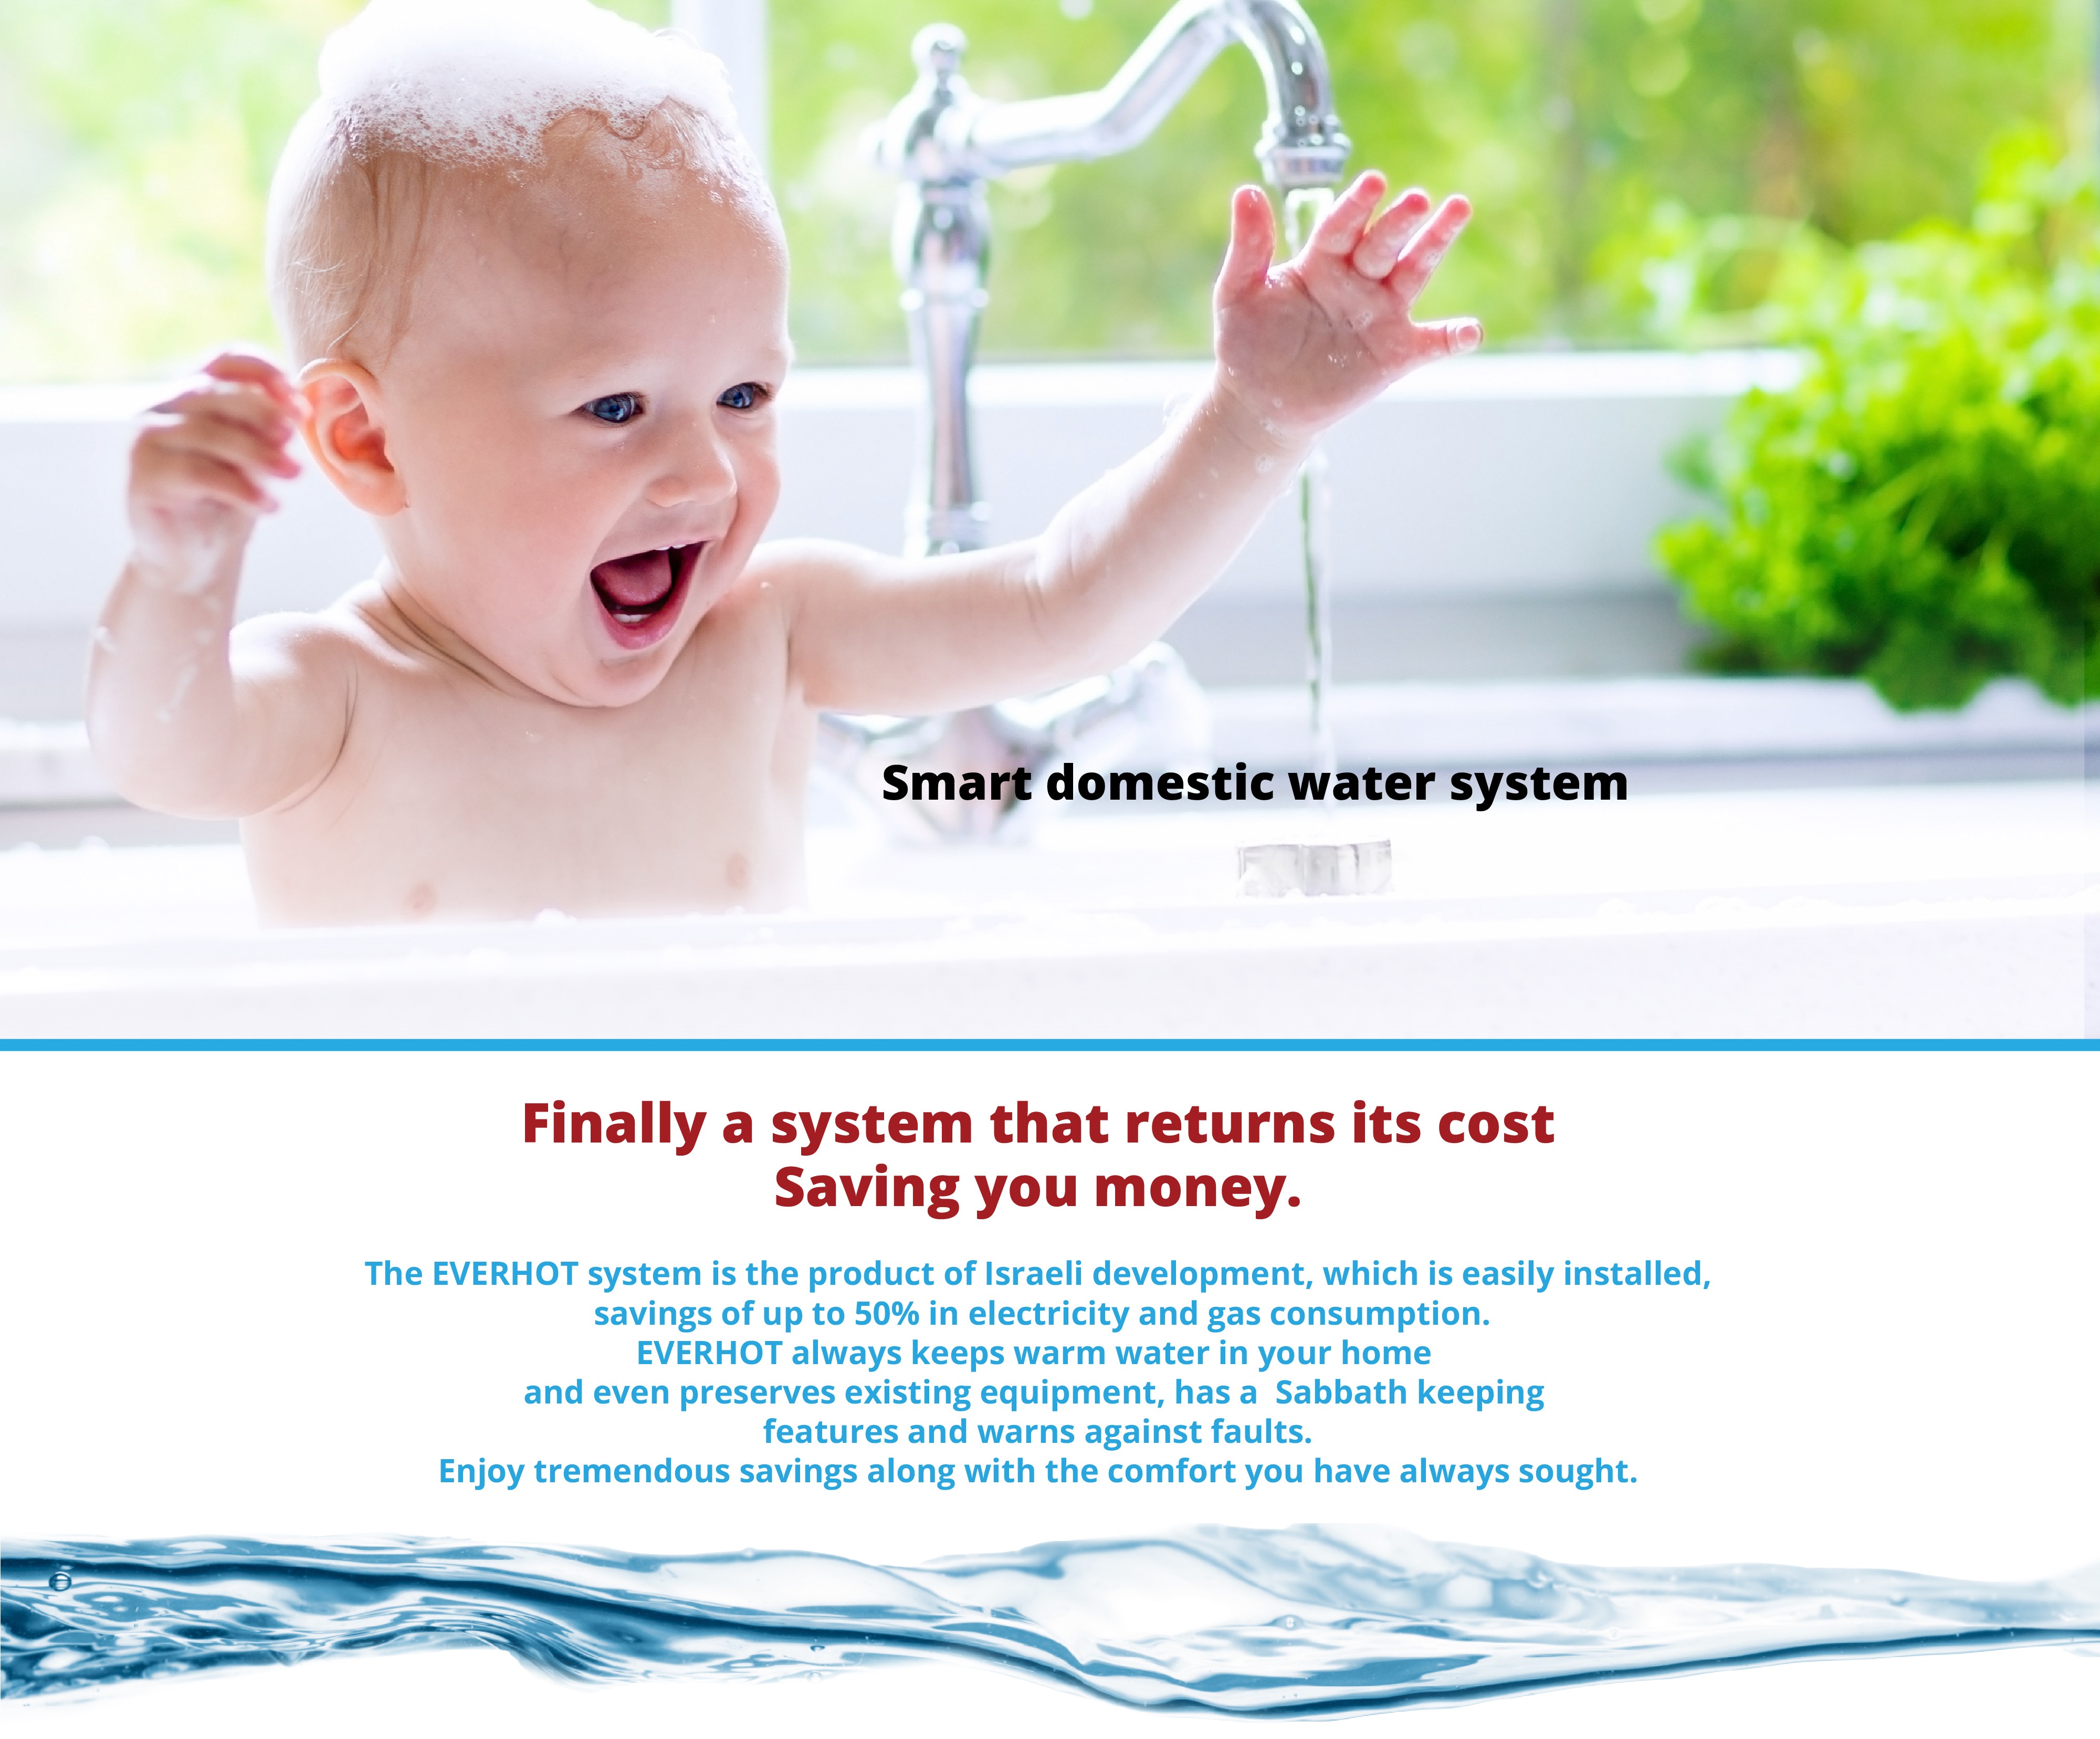 Smart domestic water system
Finally a system that returns its cost
Saving you money.
The EVERHOT system is the product of Israeli development, which is easily installed,
savings of up to 50% in electricity and gas consumption.
EVERHOT always keeps warm water in your home
and even preserves existing equipment, has a  Sabbath keeping
features and warns against faults.
Enjoy tremendous savings along with the comfort you have always sought.